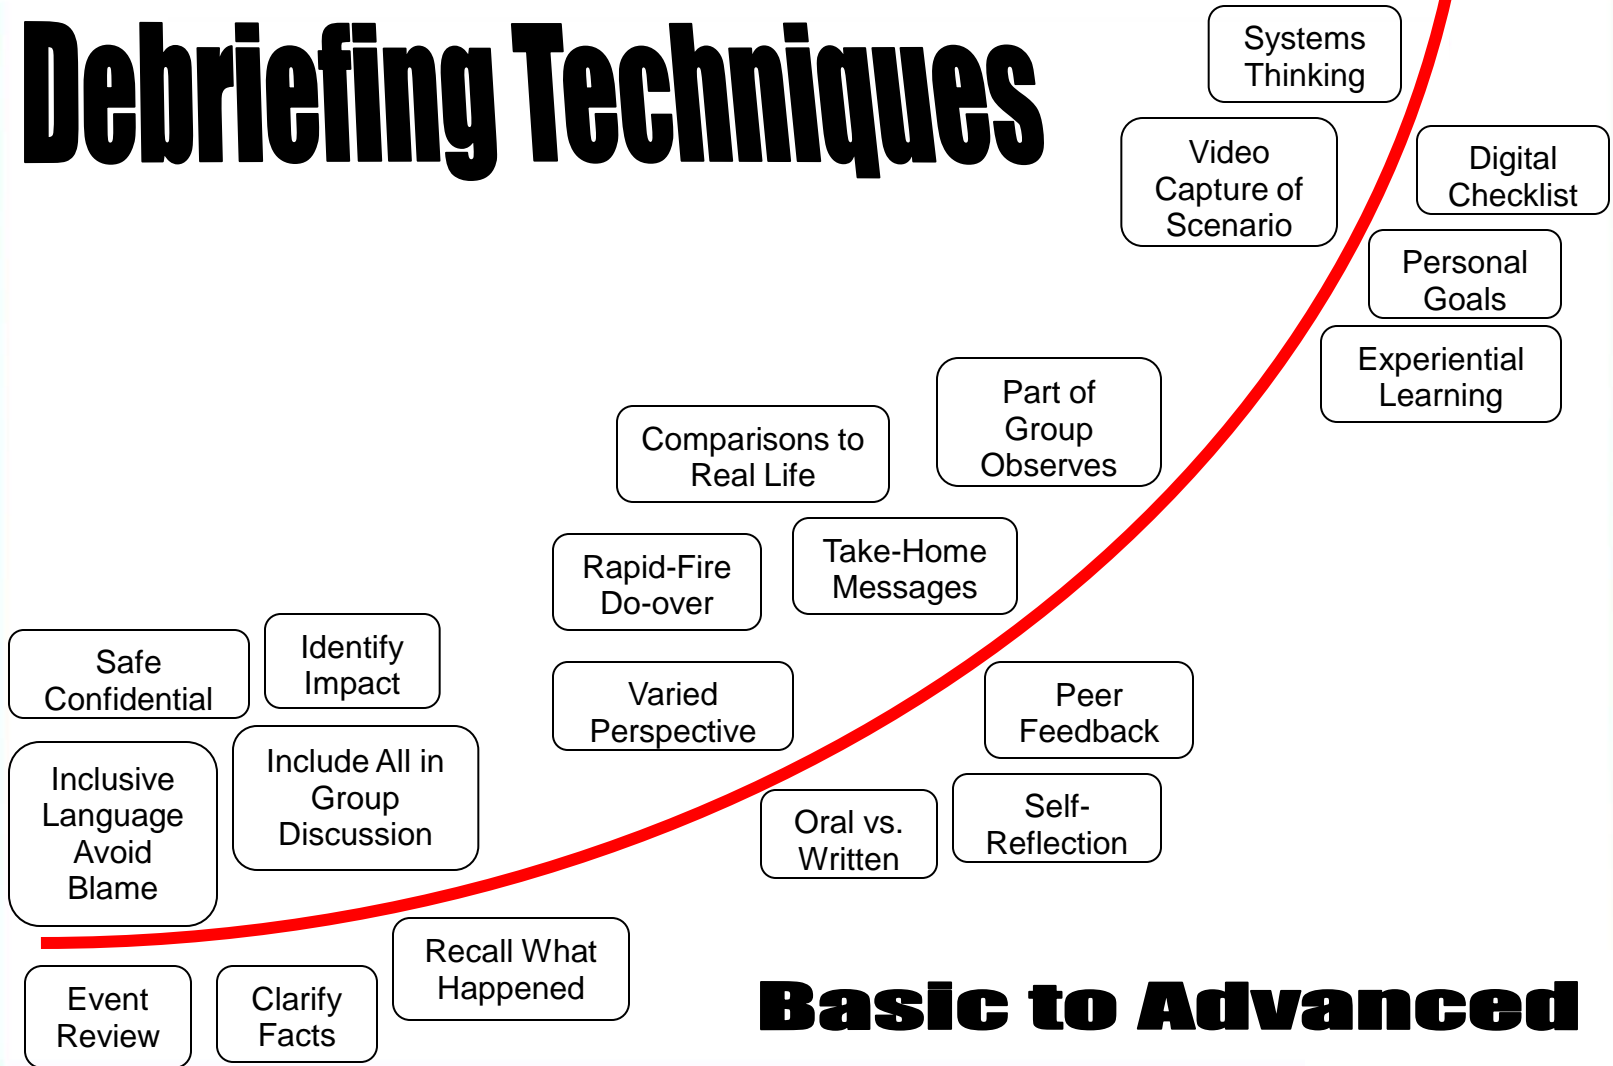 Debriefing Techniques
Systems
Thinking
Video
Capture of
Scenario
Digital
Checklist
Personal
Goals
Experiential
Learning
Part of
Group
Observes
Comparisons to
Real Life
Rapid-Fire
Do-over
Take-Home
Messages
Safe
Confidential
Identify
Impact
Varied
Perspective
Peer
Feedback
Inclusive
Language
Avoid
Blame
Include All in
Group
Discussion
Oral vs.
Written
Self-
Reflection
Recall What
Happened
Event
Review
Clarify
Facts
Basic to Advanced